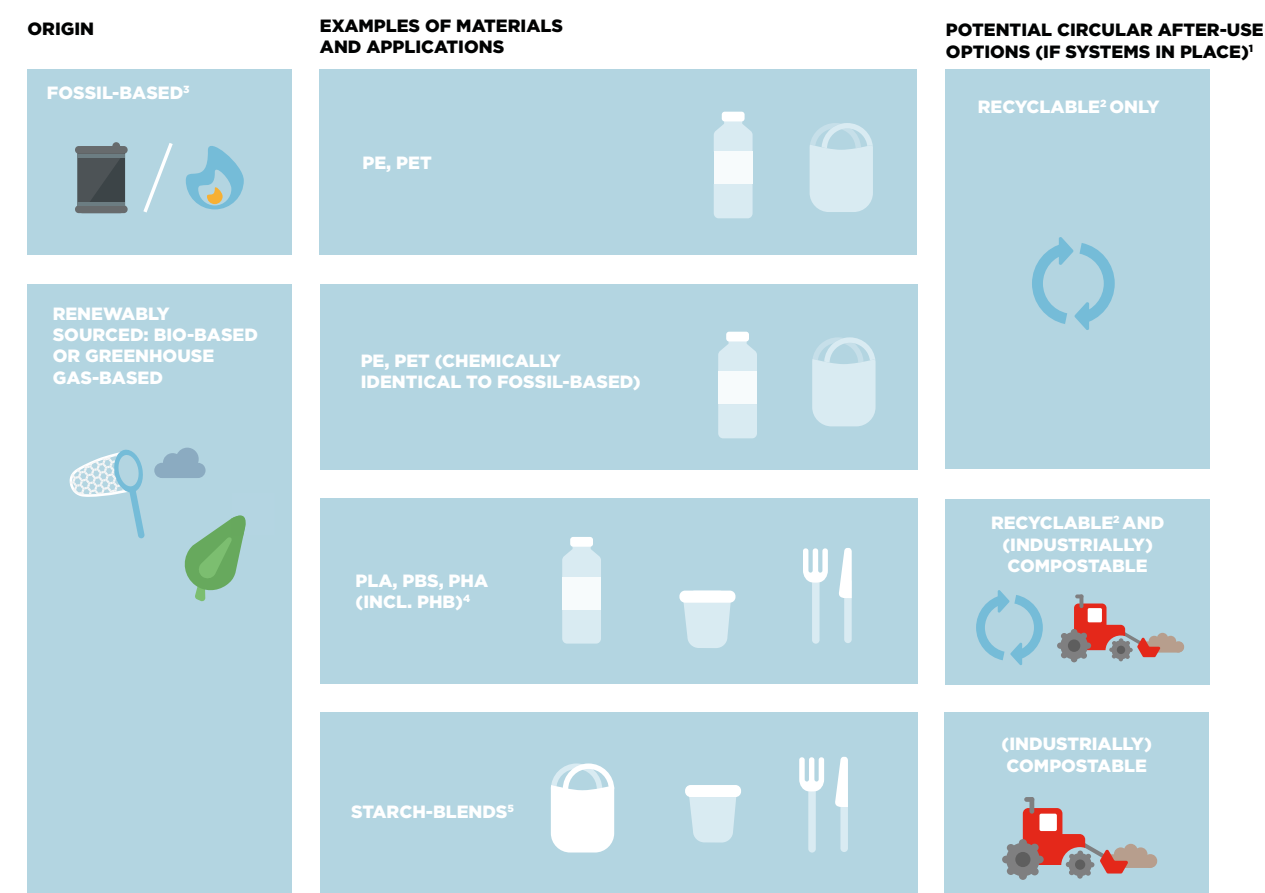 ORIGIN
EXAMPLES OF MATERIALS
AND APPLICATIONS
POTENTIAL CIRCULAR AFTER-USE
OPTIONS (IF SYSTEMS IN PLACE)¹
FOSSIL-BASED³
PE, PET
RECYCLABLE² ONLY
RENEWABLY
SOURCED: BIO-BASED
OR GREENHOUSE
GAS-BASED
PE, PET (CHEMICALLY
IDENTICAL TO FOSSIL-BASED)
PLA, PBS, PHA
(INCL. PHB)⁴
RECYCLABLE² AND
(INDUSTRIALLY)
COMPOSTABLE
STARCH-BLENDS⁵
(INDUSTRIALLY)
COMPOSTABLE